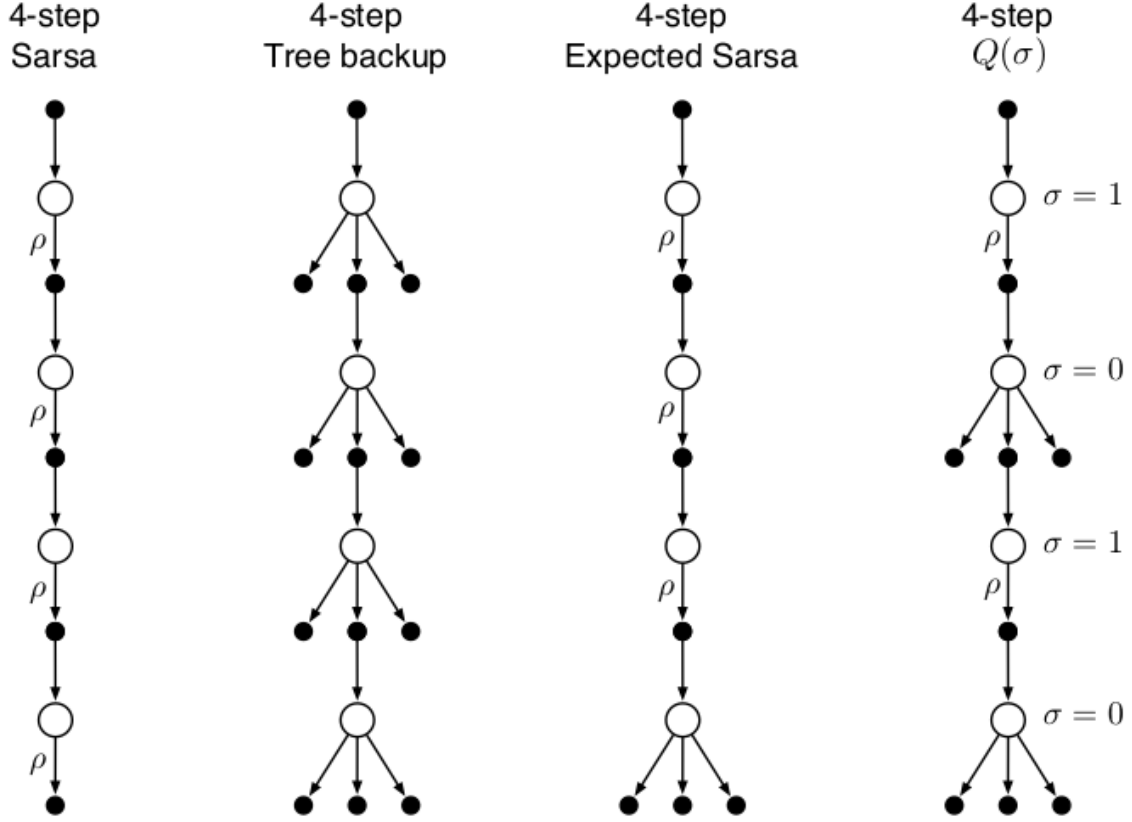 4-step
Sarsa
4-step
Tree backup
4-step
Expected Sarsa
4-step
Q(σ)
σ = 1
ρ
ρ
ρ
σ = 0
ρ
ρ
σ = 1
ρ
ρ
ρ
σ = 0
ρ